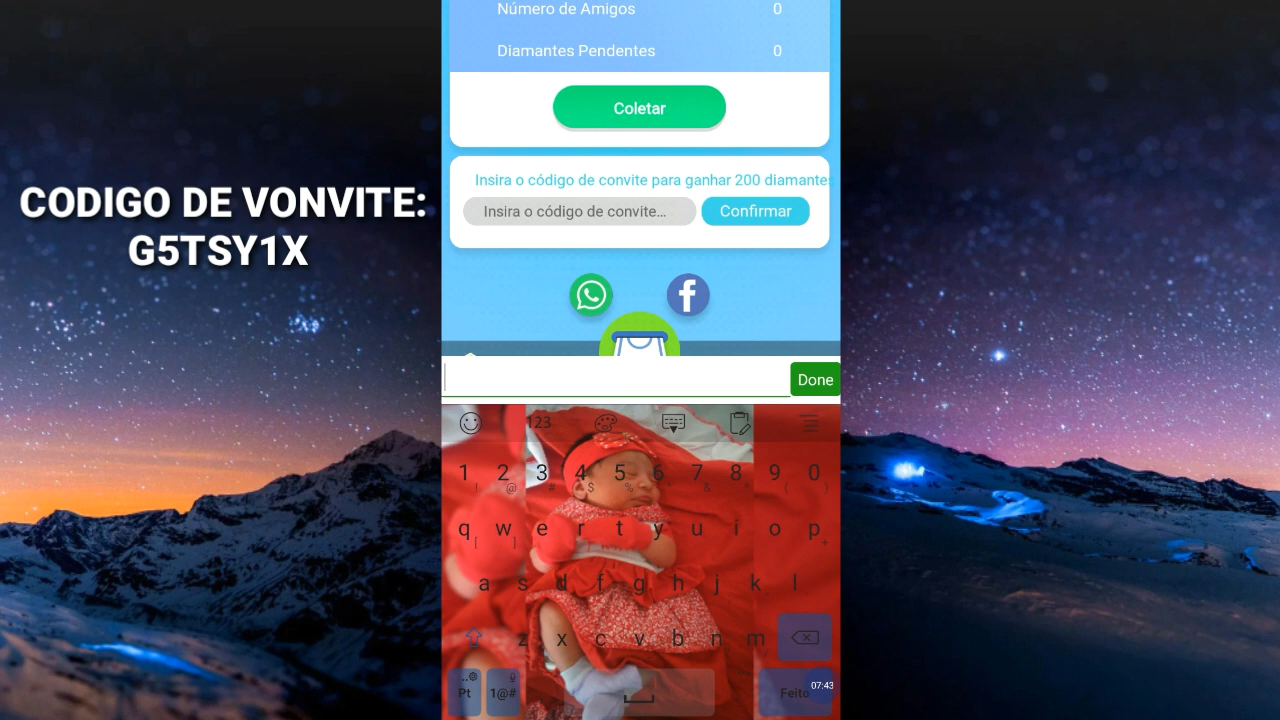 CODIGO DE VONVITE:
G5TSY1X
Número de Amigos 0
Diamantes Pendentes 0
Coletar
Insira o código de convite para ganhar 200 diamantes
Insira o código de convite...
Confirmar
Done
123
1 2 3 4 5 6 7 8 9 0
! @ # $ % & * ( )
q w e r t y u i o p
[ ] +
a s d f g h j k l
z x c v b n m
Pt 1@# Feito
07:43